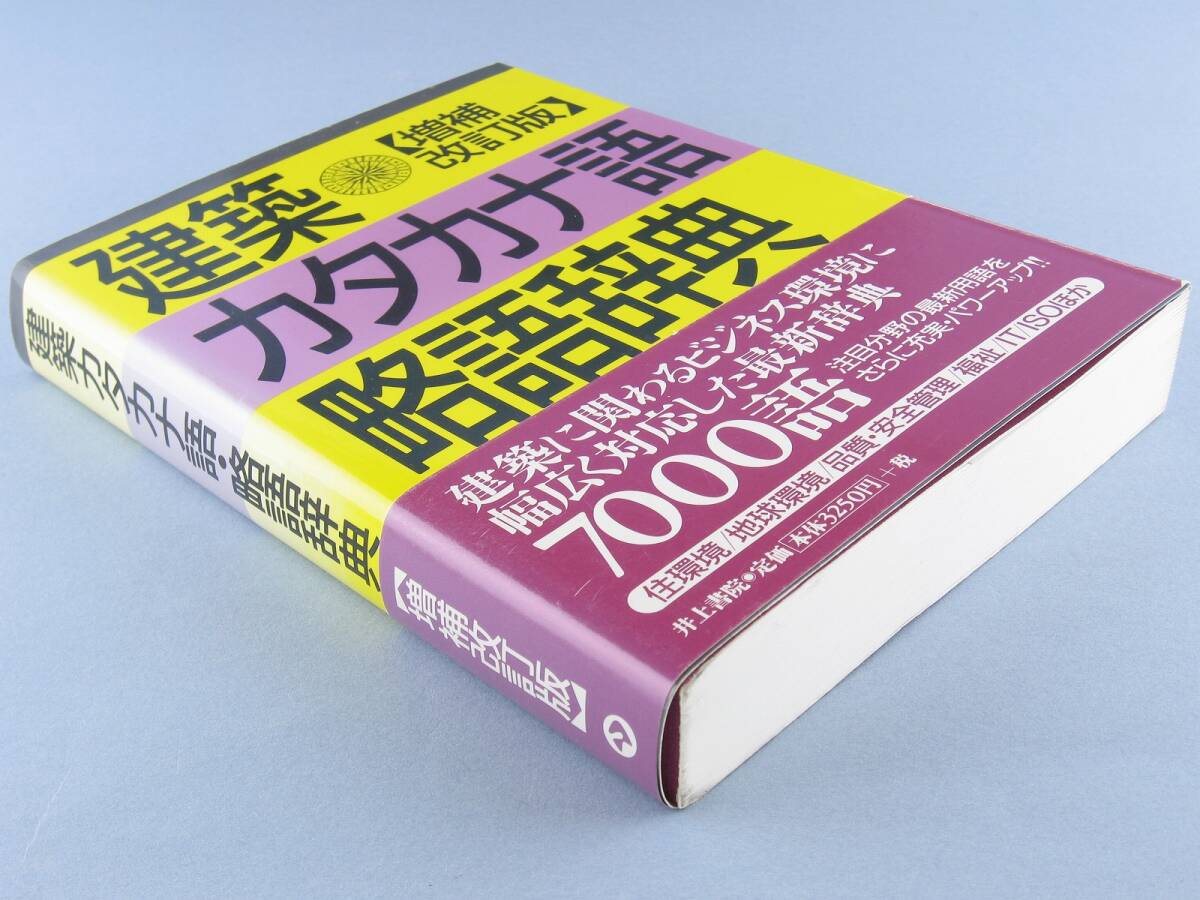 建築
【増補
改訂版】
カタカナ語
略語辞典
建築に関わるビジネス環境に
幅広く対応した最新辞典
7000語
注目分野の最新用語を
さらに充実・パワーアップ!!
住環境/地球環境/品質・安全管理/福祉/IT/ISOほか
井上書院●定価[本体3250円]+税
建築カタカナ語・略語辞典
【増補改訂版】